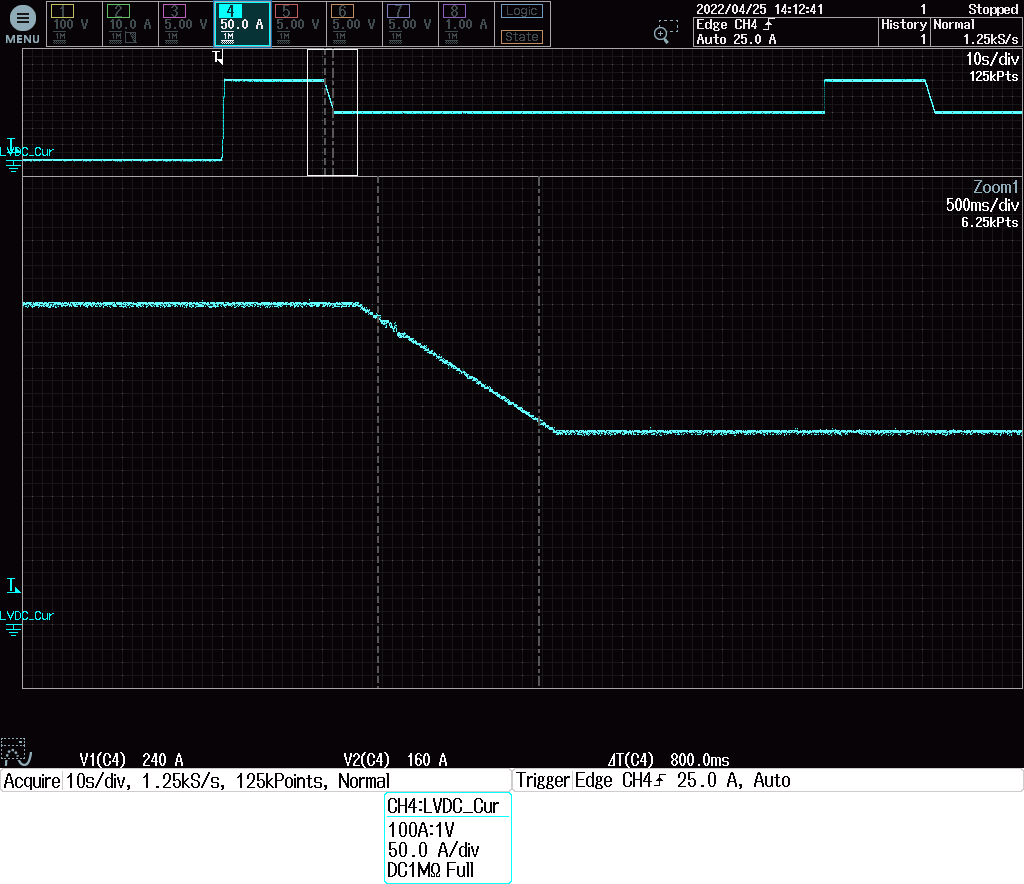 MENU
1 100 V 1M
2 10.0 A 1M
3 5.00 V 1M
4 50.0 A 1M
5 5.00 V 1M
6 5.00 V 1M
7 5.00 V 1M
8 1.00 A 1M
Logic
State
2022/04/25 14:12:41 1 Stopped
Edge CH4
Auto 25.0 A
History
1
Normal
1.25kS/s
T
10s/div
125kPts
T
LVDC_Cur
Zoom1
500ms/div
6.25kPts
T
LVDC_Cur
V1(C4) 240 A V2(C4) 160 A ΔT(C4) 800.0ms
Acquire 10s/div, 1.25kS/s, 125kPoints, Normal
Trigger Edge CH4 25.0 A, Auto
CH4:LVDC_Cur
100A:1V
50.0 A/div
DC1MΩ Full